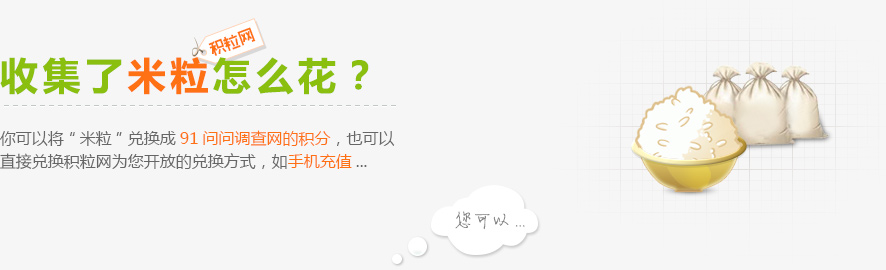 积粒网
收集了米粒怎么花？
你可以将“米粒”兑换成 91 问问调查网的积分，也可以
直接兑换积粒网为您开放的兑换方式，如手机充值 ...
您可以 ...